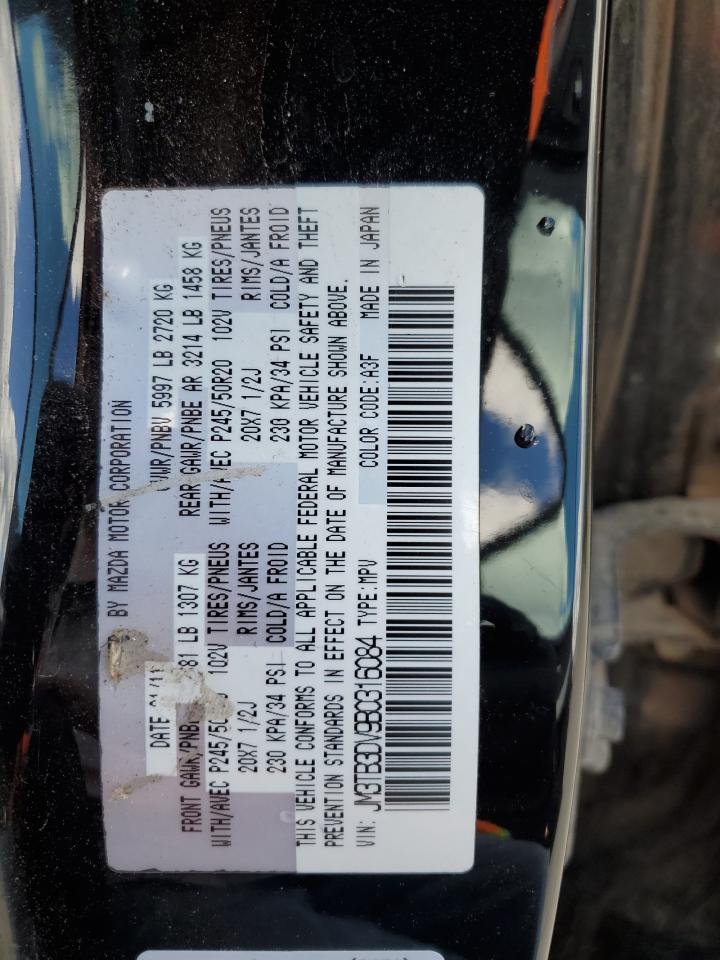 BY MAZDA MOTOR CORPORATION
DATE 01/11 GVWR/PNBV 5997 LB 2720 KG
FRONT GAWR/PNBE 81 LB 1307 KG REAR GAWR/PNBE AR 3214 LB 1458 KG
WITH/AVEC P245/50 102V TIRES/PNEUS WITH/AVEC P245/50R20 102V TIRES/PNEUS
20X7 1/2J RIMS/JANTES 20X7 1/2J RIMS/JANTES
230 KPA/34 PSI COLD/A FROID 230 KPA/34 PSI COLD/A FROID
THIS VEHICLE CONFORMS TO ALL APPLICABLE FEDERAL MOTOR VEHICLE SAFETY AND THEFT
PREVENTION STANDARDS IN EFFECT ON THE DATE OF MANUFACTURE SHOWN ABOVE.
VIN: JM3TB3DV9B0316084 TYPE:MPV COLOR CODE:A3F MADE IN JAPAN